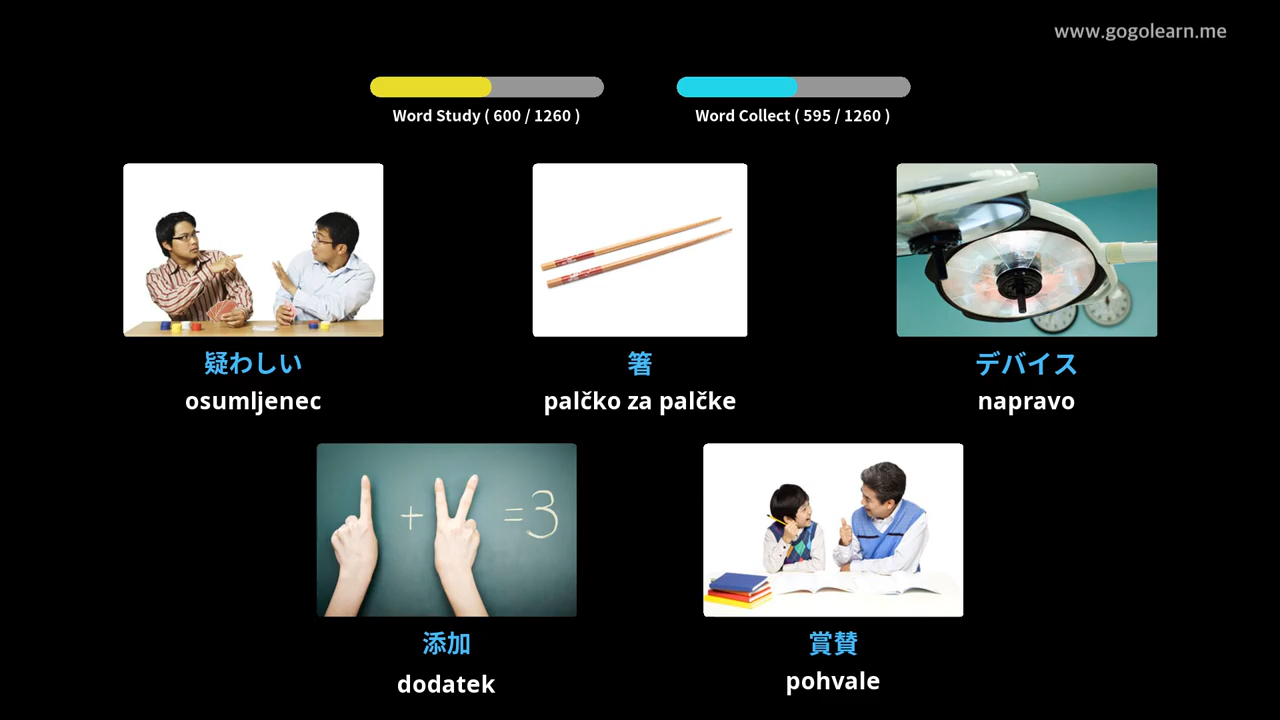 www.gogolearn.me
Word Study ( 600 / 1260 )
Word Collect ( 595 / 1260 )
疑わしい
osumljenec
箸
palčko za palčke
デバイス
napravo
+ =3
添加
dodatek
賞賛
pohvale